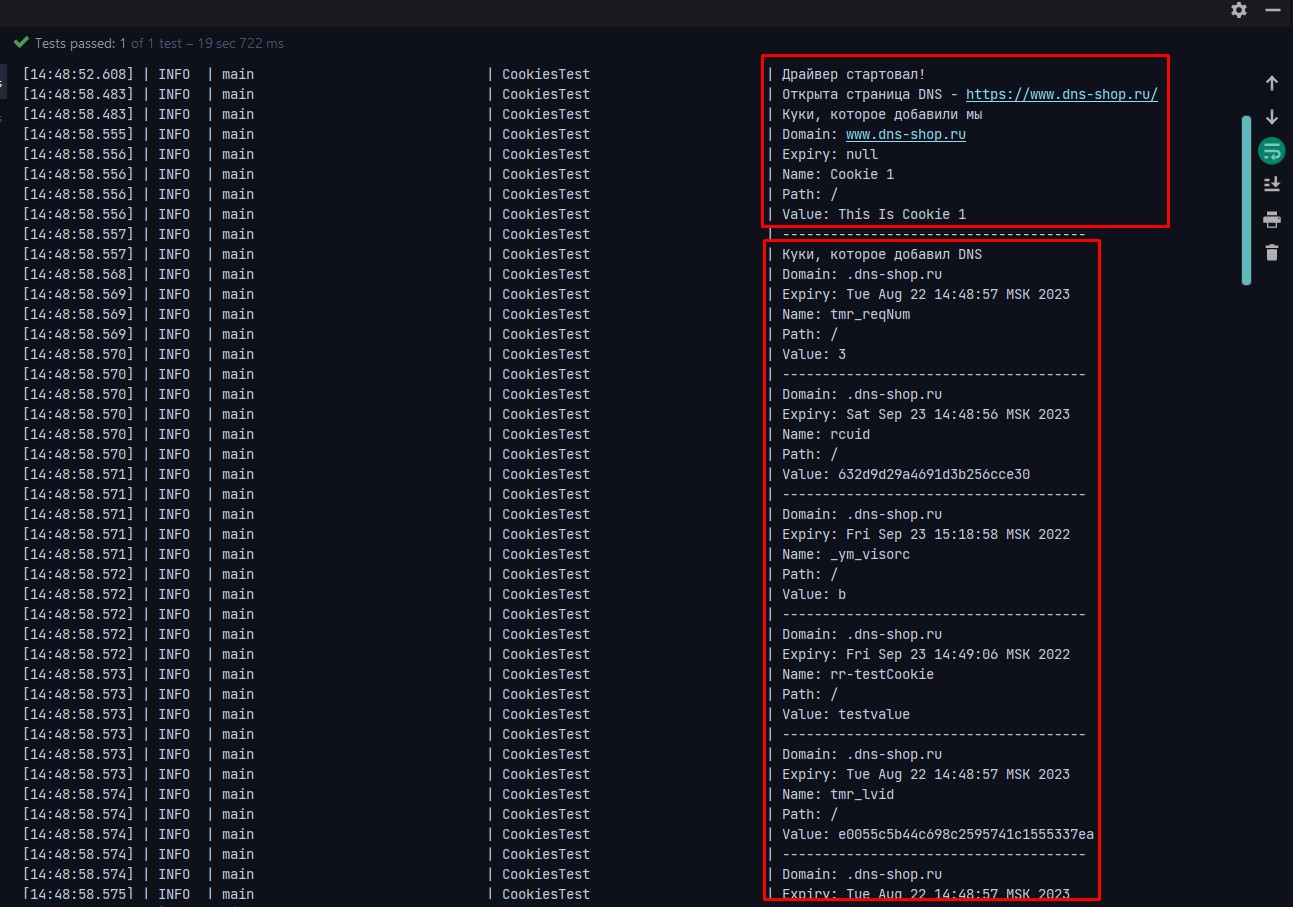 Tests passed: 1 of 1 test – 19 sec 722 ms
[14:48:52.608] | INFO | main | CookiesTest | Драйвер стартовал!
[14:48:58.483] | INFO | main | CookiesTest | Открыта страница DNS - https://www.dns-shop.ru/
[14:48:58.483] | INFO | main | CookiesTest | Куки, которое добавили мы
[14:48:58.555] | INFO | main | CookiesTest | Domain: www.dns-shop.ru
[14:48:58.556] | INFO | main | CookiesTest | Expiry: null
[14:48:58.556] | INFO | main | CookiesTest | Name: Cookie 1
[14:48:58.556] | INFO | main | CookiesTest | Path: /
[14:48:58.556] | INFO | main | CookiesTest | Value: This Is Cookie 1
[14:48:58.557] | INFO | main | CookiesTest | --------------------------------------
[14:48:58.557] | INFO | main | CookiesTest | Куки, которое добавил DNS
[14:48:58.568] | INFO | main | CookiesTest | Domain: .dns-shop.ru
[14:48:58.569] | INFO | main | CookiesTest | Expiry: Tue Aug 22 14:48:57 MSK 2023
[14:48:58.569] | INFO | main | CookiesTest | Name: tmr_reqNum
[14:48:58.569] | INFO | main | CookiesTest | Path: /
[14:48:58.570] | INFO | main | CookiesTest | Value: 3
[14:48:58.570] | INFO | main | CookiesTest | --------------------------------------
[14:48:58.570] | INFO | main | CookiesTest | Domain: .dns-shop.ru
[14:48:58.570] | INFO | main | CookiesTest | Expiry: Sat Sep 23 14:48:56 MSK 2023
[14:48:58.570] | INFO | main | CookiesTest | Name: rcuid
[14:48:58.570] | INFO | main | CookiesTest | Path: /
[14:48:58.571] | INFO | main | CookiesTest | Value: 632d9d29a4691d3b256cce30
[14:48:58.571] | INFO | main | CookiesTest | --------------------------------------
[14:48:58.571] | INFO | main | CookiesTest | Domain: .dns-shop.ru
[14:48:58.571] | INFO | main | CookiesTest | Expiry: Fri Sep 23 15:18:58 MSK 2022
[14:48:58.571] | INFO | main | CookiesTest | Name: _ym_visorc
[14:48:58.572] | INFO | main | CookiesTest | Path: /
[14:48:58.572] | INFO | main | CookiesTest | Value: b
[14:48:58.572] | INFO | main | CookiesTest | --------------------------------------
[14:48:58.572] | INFO | main | CookiesTest | Domain: .dns-shop.ru
[14:48:58.572] | INFO | main | CookiesTest | Expiry: Fri Sep 23 14:49:06 MSK 2022
[14:48:58.573] | INFO | main | CookiesTest | Name: rr-testCookie
[14:48:58.573] | INFO | main | CookiesTest | Path: /
[14:48:58.573] | INFO | main | CookiesTest | Value: testvalue
[14:48:58.573] | INFO | main | CookiesTest | --------------------------------------
[14:48:58.573] | INFO | main | CookiesTest | Domain: .dns-shop.ru
[14:48:58.573] | INFO | main | CookiesTest | Expiry: Tue Aug 22 14:48:57 MSK 2023
[14:48:58.574] | INFO | main | CookiesTest | Name: tmr_lvid
[14:48:58.574] | INFO | main | CookiesTest | Path: /
[14:48:58.574] | INFO | main | CookiesTest | Value: e0055c5b44c698c2595741c1555337ea
[14:48:58.574] | INFO | main | CookiesTest | --------------------------------------
[14:48:58.574] | INFO | main | CookiesTest | Domain: .dns-shop.ru
[14:48:58.575] | INFO | main | CookiesTest | Expiry: Tue Aug 22 14:48:57 MSK 2023